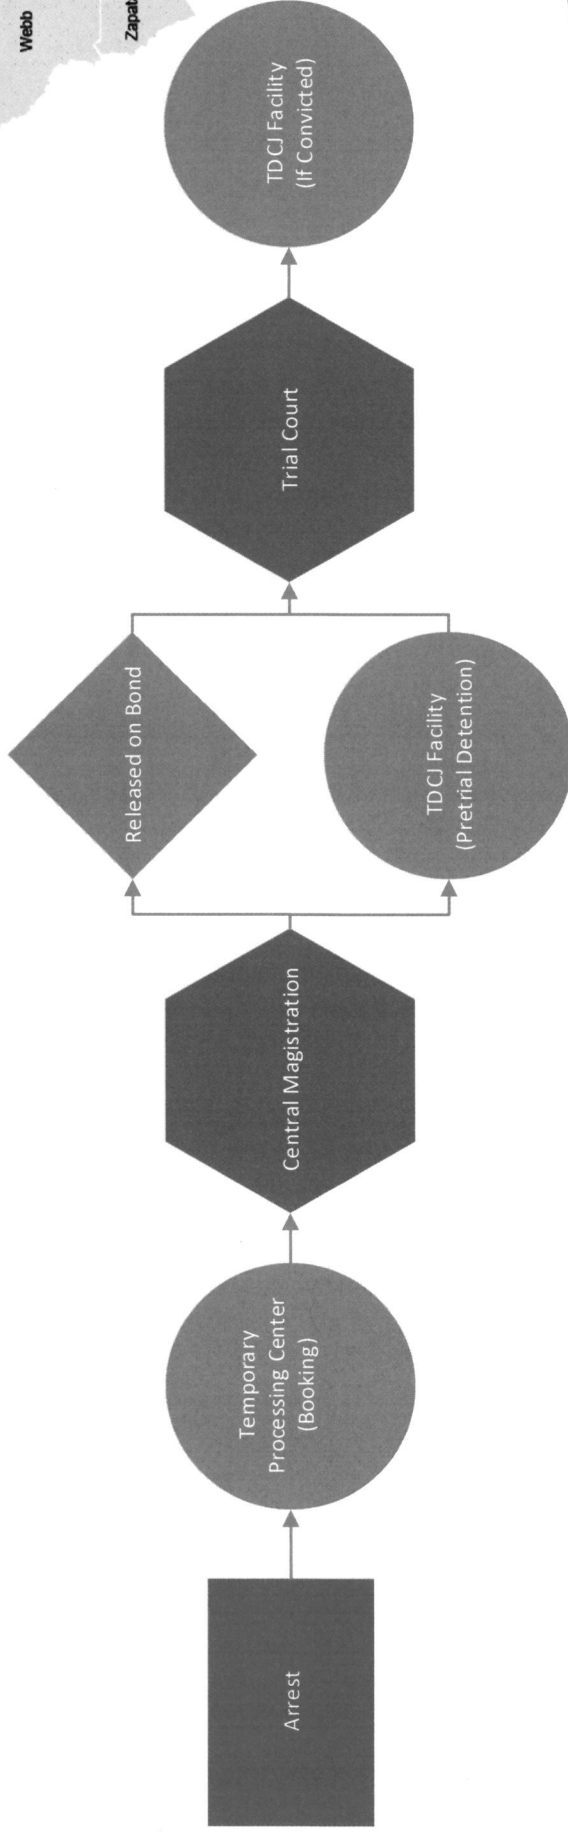 Arrest
Temporary
Processing Center
(Booking)
Central Magistration
Released on Bond
TDCJ Facility
(Pretrial Detention)
Trial Court
TDCJ Facility
(If Convicted)
Webb
Zapat